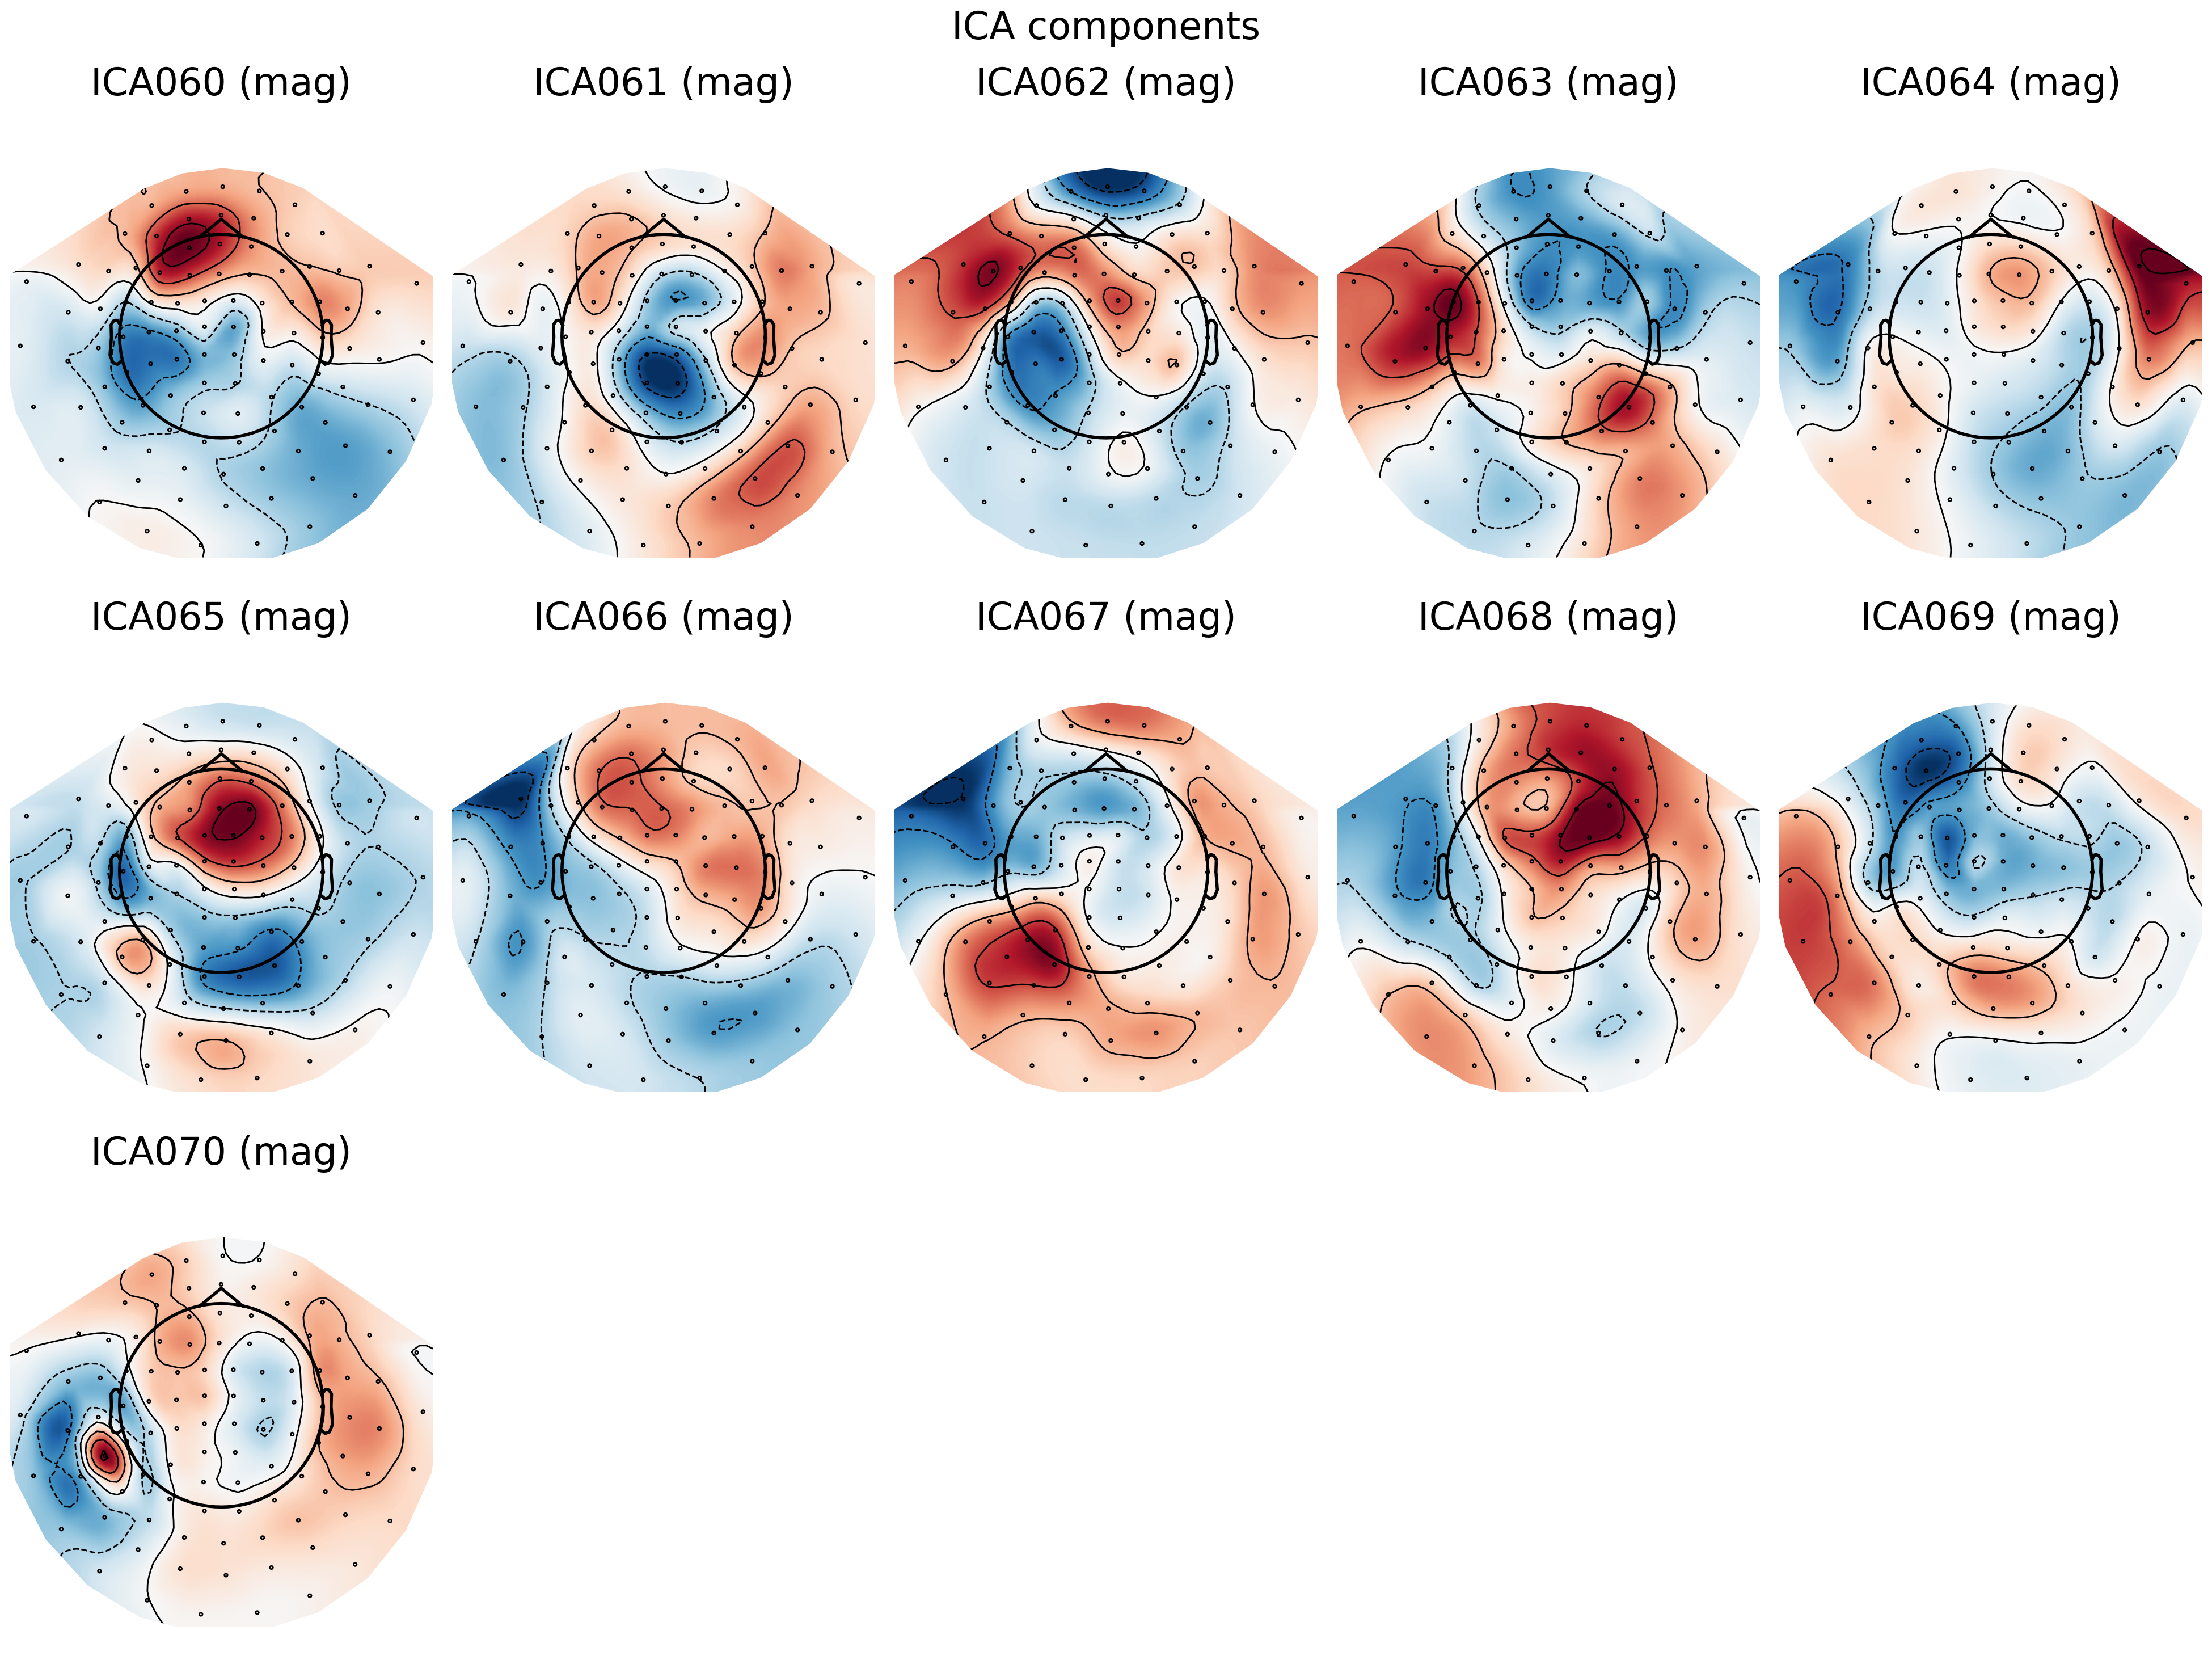 ICA components
ICA060 (mag)
ICA061 (mag)
ICA062 (mag)
ICA063 (mag)
ICA064 (mag)
ICA065 (mag)
ICA066 (mag)
ICA067 (mag)
ICA068 (mag)
ICA069 (mag)
ICA070 (mag)